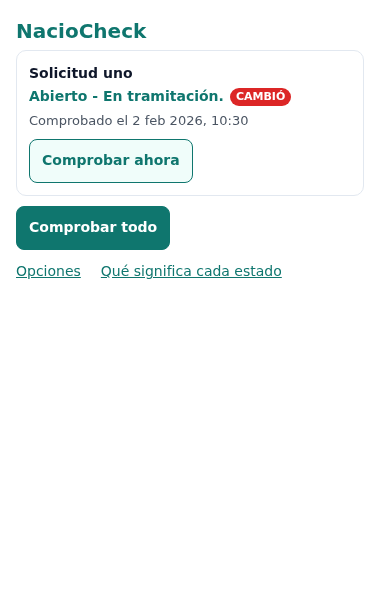 NacioCheck
Solicitud uno
Abierto - En tramitación. CAMBIÓ
Comprobado el 2 feb 2026, 10:30
Comprobar ahora
Comprobar todo
Opciones Qué significa cada estado